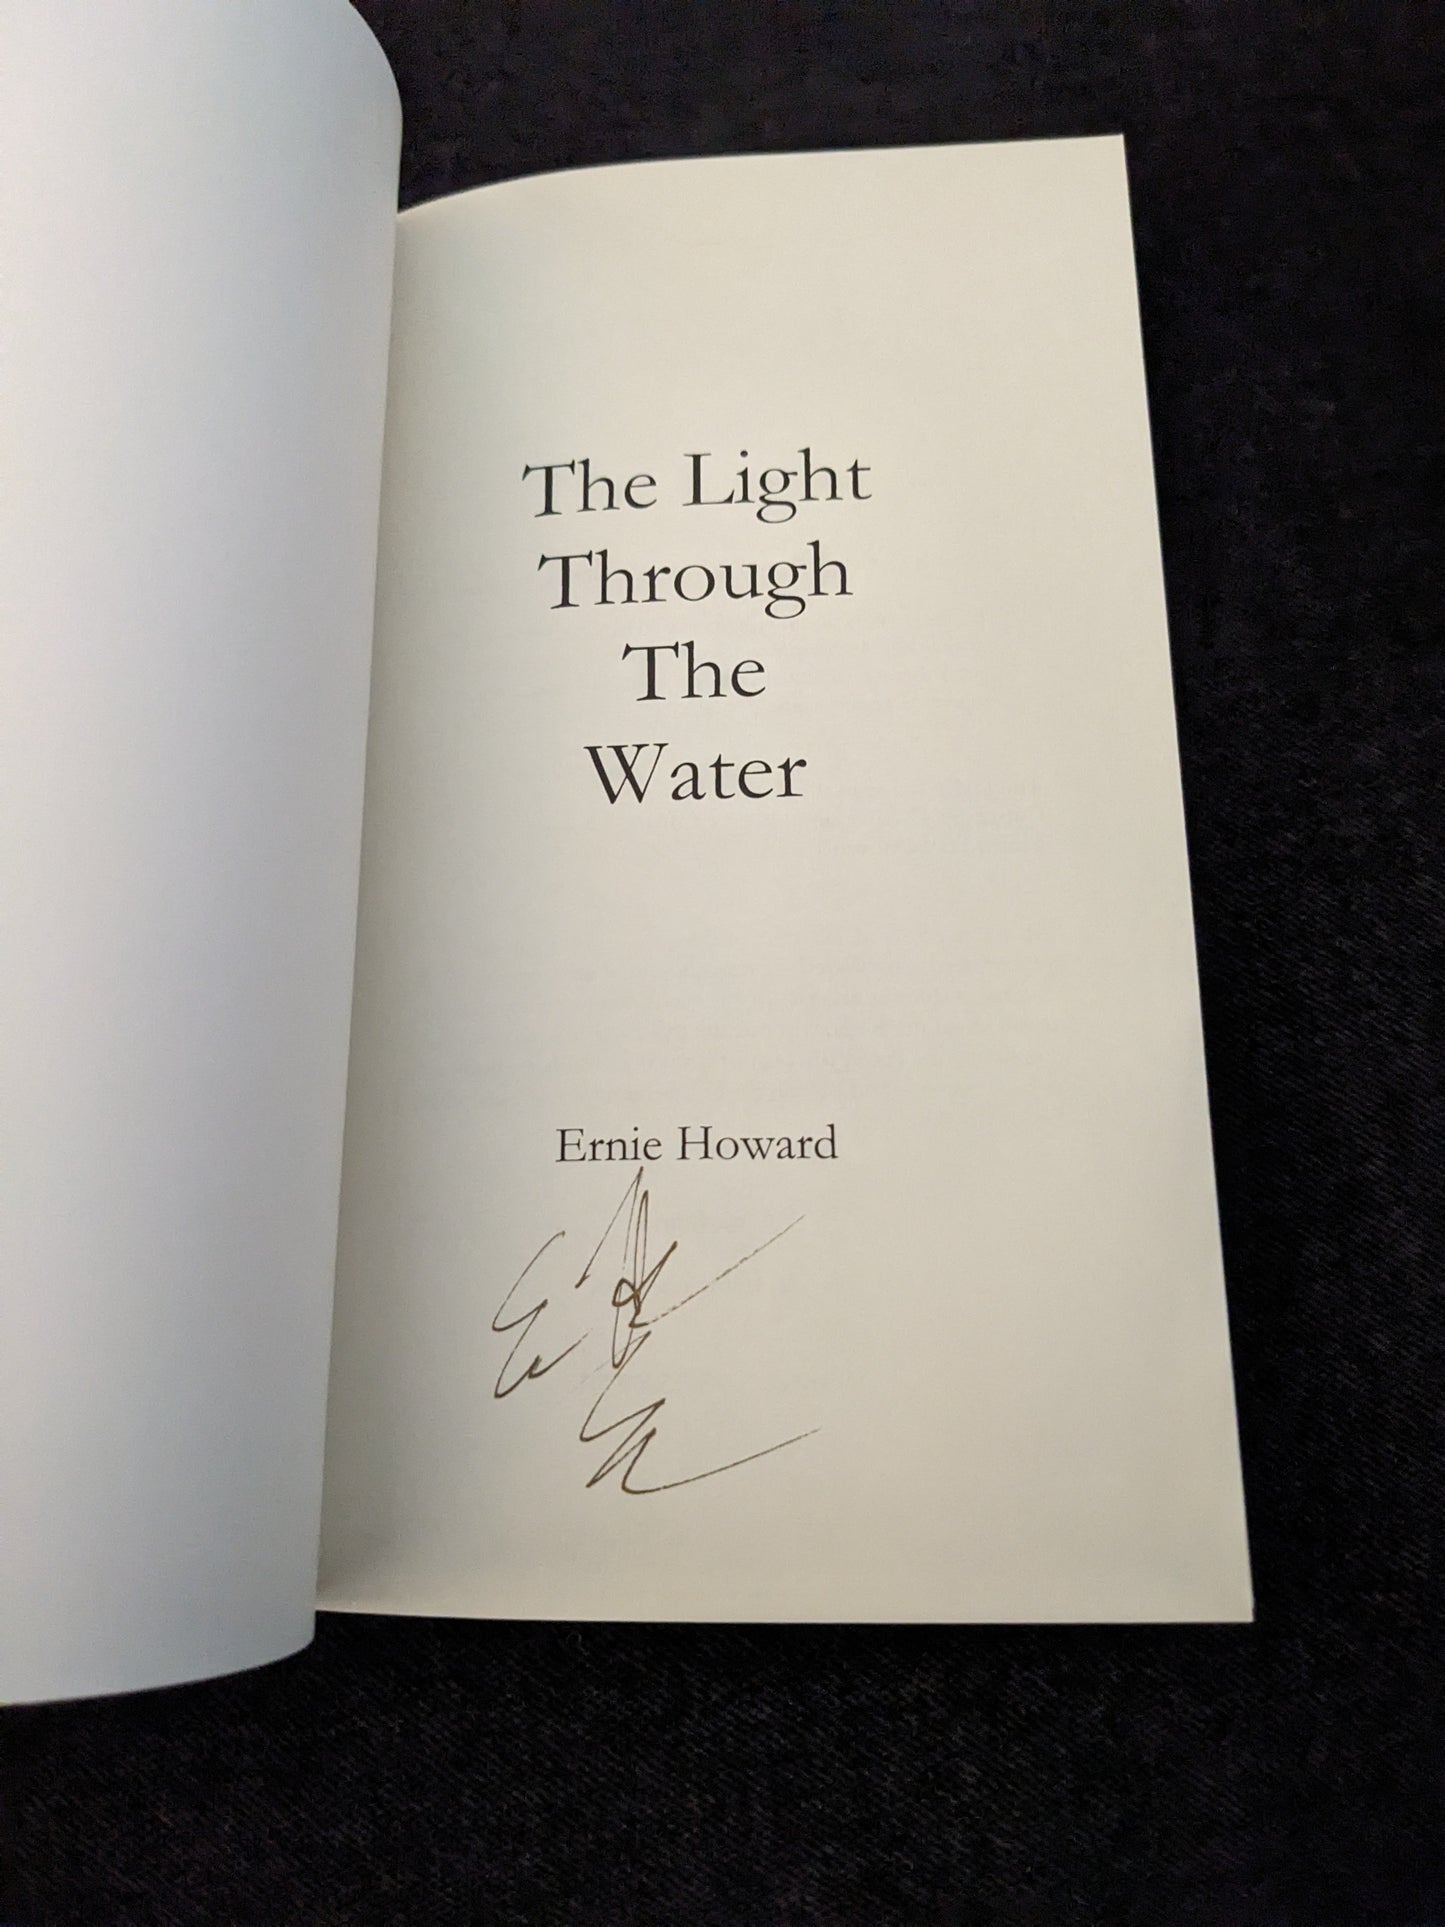 The Light
Through
The
Water
Ernie Howard